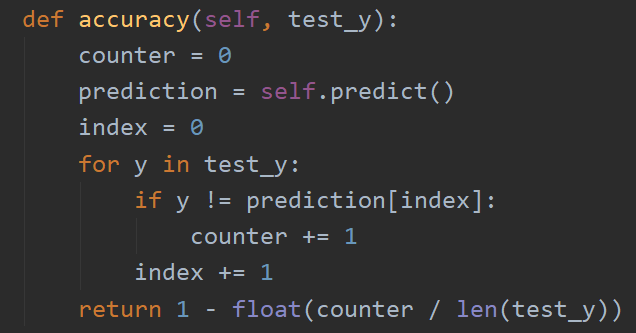 def accuracy(self, test_y):
    counter = 0
    prediction = self.predict()
    index = 0
    for y in test_y:
        if y != prediction[index]:
            counter += 1
        index += 1
    return 1 - float(counter / len(test_y))